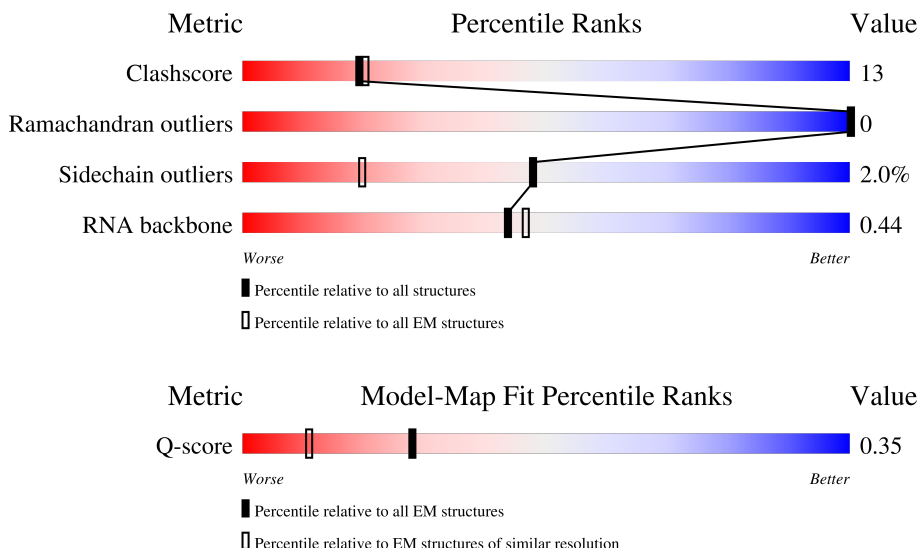 Metric Percentile Ranks Value
Clashscore 13
Ramachandran outliers 0
Sidechain outliers 2.0%
RNA backbone 0.44
Worse Better
Percentile relative to all structures
Percentile relative to all EM structures
Metric Model-Map Fit Percentile Ranks Value
Q-score 0.35
Worse Better
Percentile relative to all EM structures
Percentile relative to EM structures of similar resolution